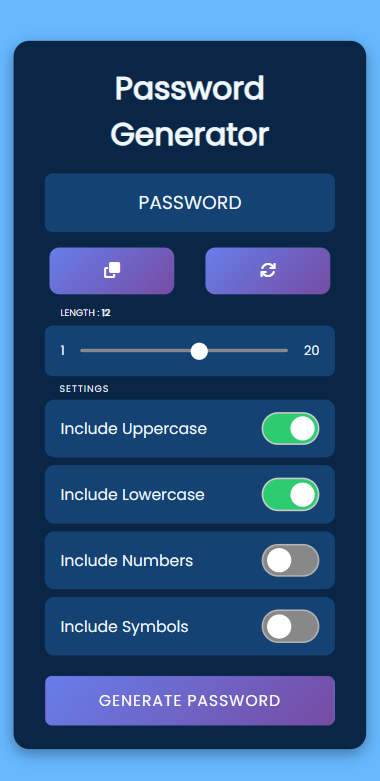 Password
Generator
PASSWORD
LENGTH : 12
1 20
SETTINGS
Include Uppercase
Include Lowercase
Include Numbers
Include Symbols
GENERATE PASSWORD